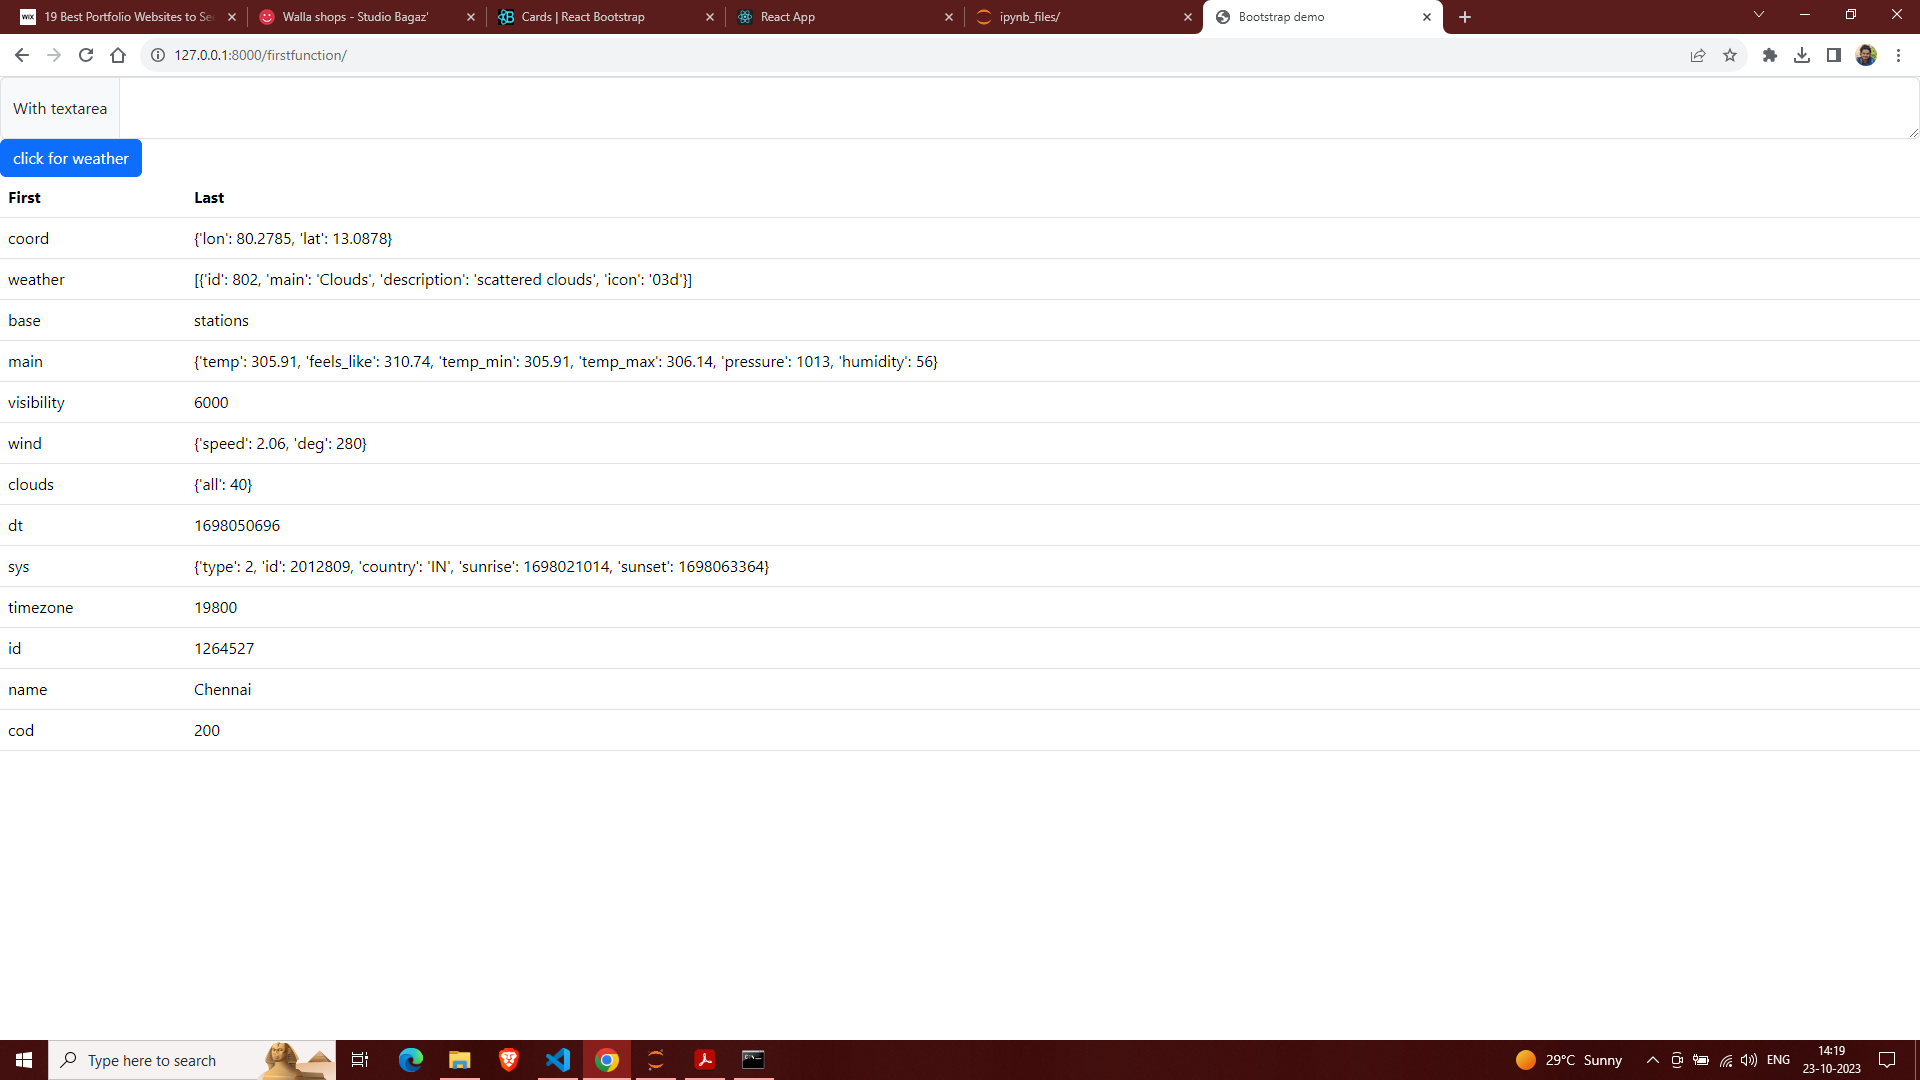 19 Best Portfolio Websites to Se
Walla shops - Studio Bagaz'
Cards | React Bootstrap
React App
ipynb_files/
Bootstrap demo
127.0.0.1:8000/firstfunction/
With textarea
click for weather
First Last
coord {'lon': 80.2785, 'lat': 13.0878}
weather [{'id': 802, 'main': 'Clouds', 'description': 'scattered clouds', 'icon': '03d'}]
base stations
main {'temp': 305.91, 'feels_like': 310.74, 'temp_min': 305.91, 'temp_max': 306.14, 'pressure': 1013, 'humidity': 56}
visibility 6000
wind {'speed': 2.06, 'deg': 280}
clouds {'all': 40}
dt 1698050696
sys {'type': 2, 'id': 2012809, 'country': 'IN', 'sunrise': 1698021014, 'sunset': 1698063364}
timezone 19800
id 1264527
name Chennai
cod 200
Type here to search
29°C Sunny
ENG
14:19
23-10-2023